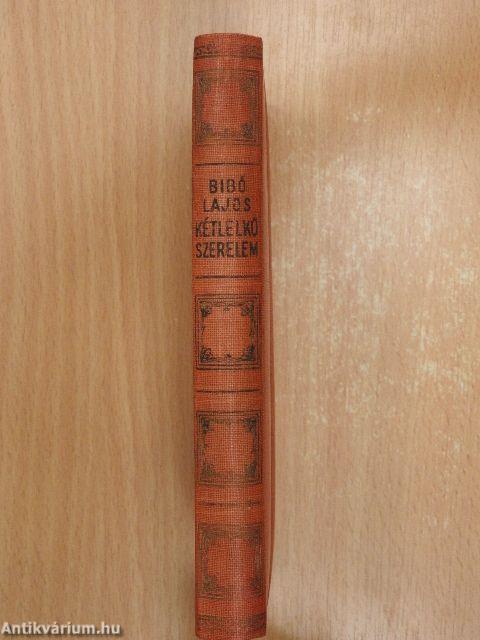 BIBÓ
LAJOS
KÉTLELKŰ
SZERELEM
Antikvárium.hu